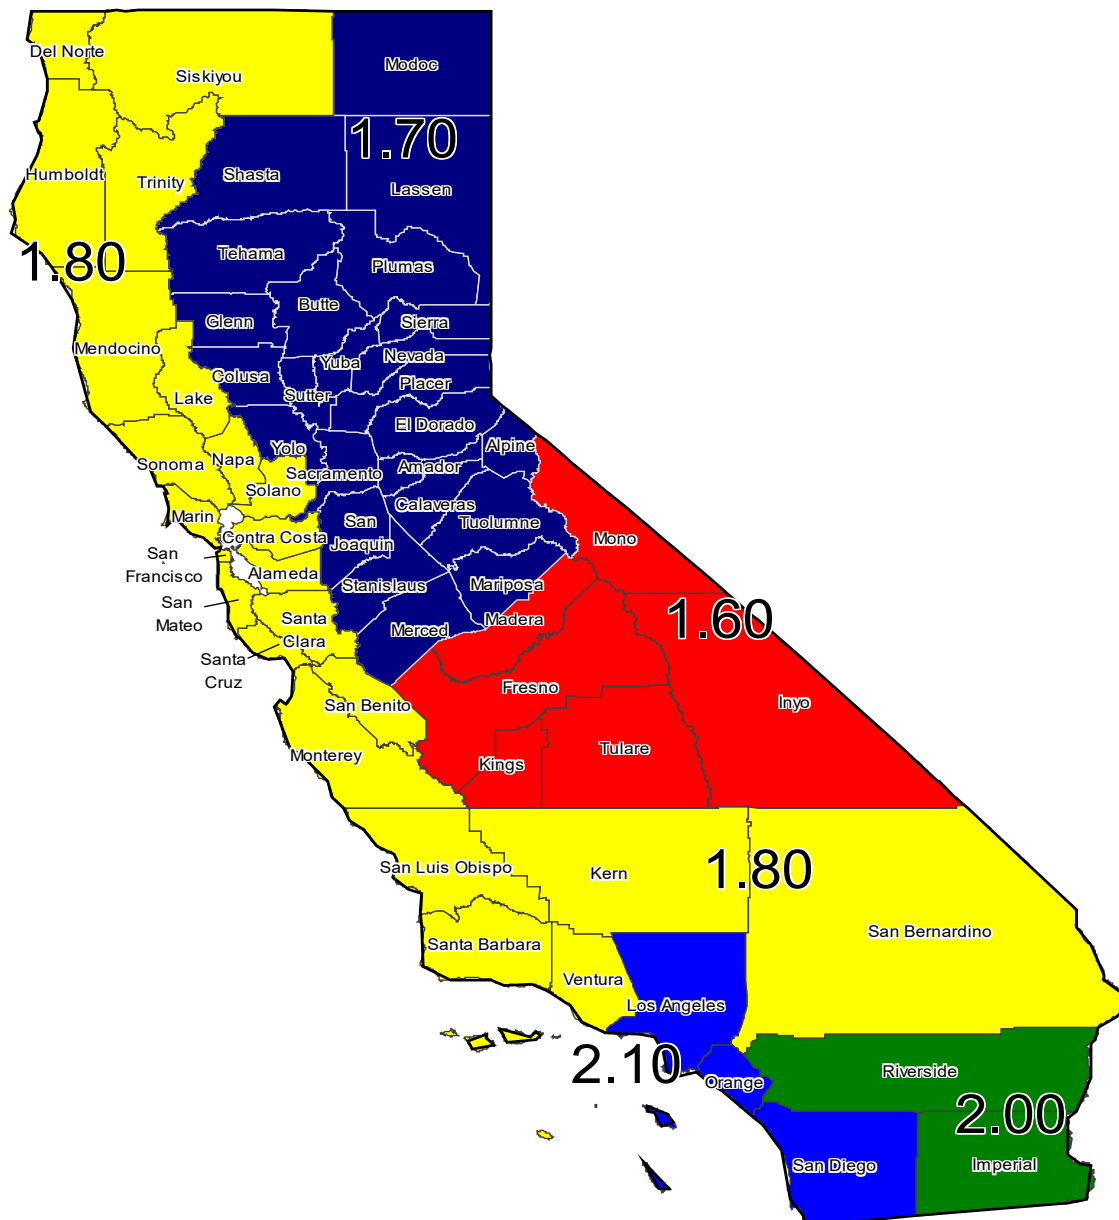 Del Norte
Siskiyou
Modoc
1.70
Shasta
Lassen
Humboldt
Trinity
1.80
Tehama
Plumas
Butte
Glenn
Sierra
Mendocino
Yuba
Nevada
Colusa
Placer
Lake
Sutter
El Dorado
Alpine
Yolo
Napa
Sonoma
Sacramento
Amador
Solano
Calaveras
Marin
San
Joaquin
Tuolumne
Contra Costa
Mono
San
Francisco
Alameda
Stanislaus
Mariposa
San
Mateo
Santa
Clara
Merced
Madera
1.60
Santa
Cruz
Fresno
Inyo
San Benito
Monterey
Kings
Tulare
San Luis Obispo
Kern
1.80
San Bernardino
Santa Barbara
Ventura
Los Angeles
2.10
Orange
Riverside
2.00
San Diego
Imperial